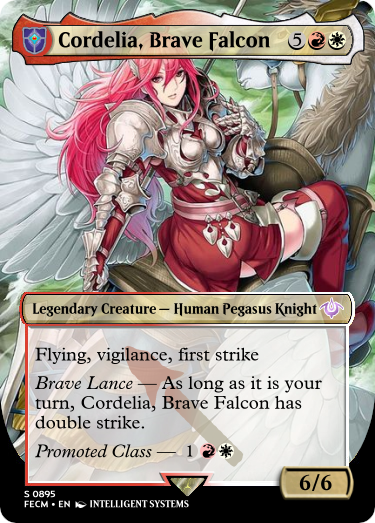 Cordelia, Brave Falcon 5
Legendary Creature — Human Pegasus Knight
Flying, vigilance, first strike
Brave Lance — As long as it is your
turn, Cordelia, Brave Falcon has
double strike.
Promoted Class — 1
6/6
S 0895
FECM • EN INTELLIGENT SYSTEMS